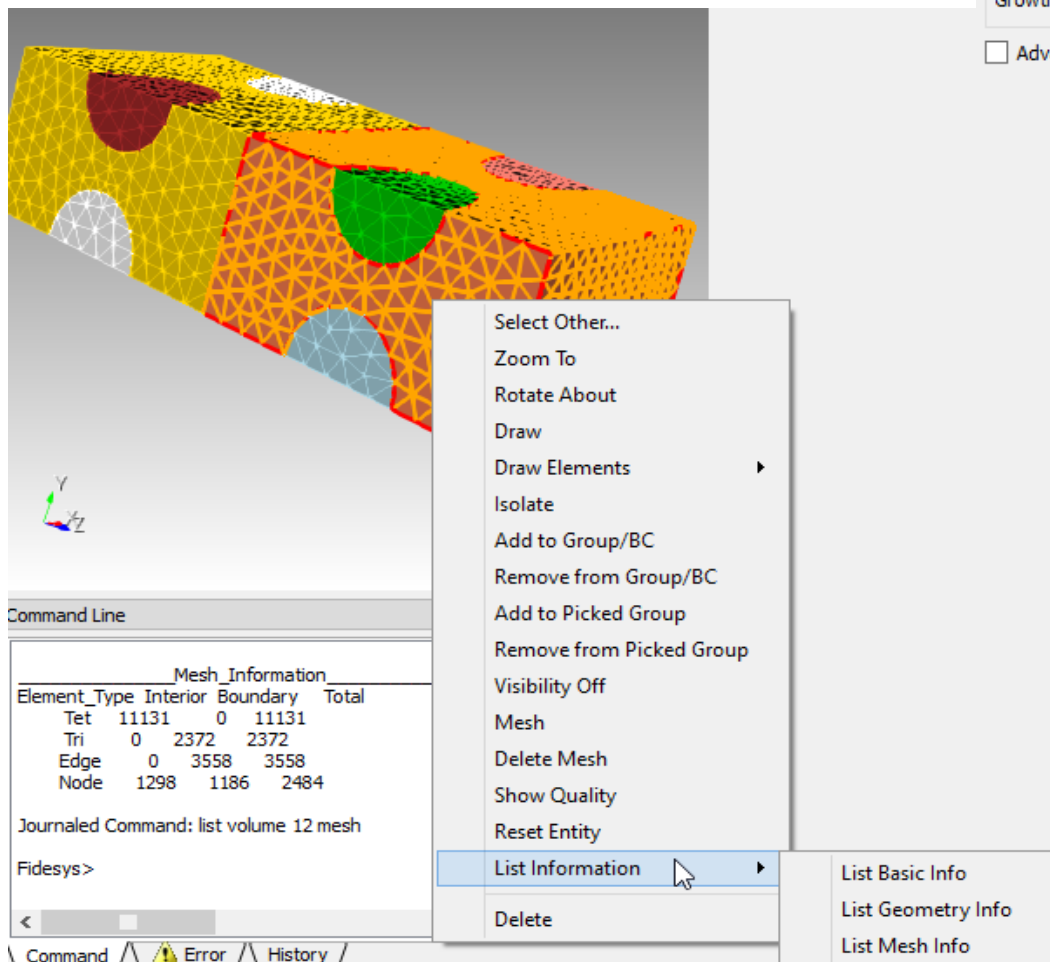 Adv
Select Other...
Zoom To
Rotate About
Draw
Draw Elements
Isolate
Add to Group/BC
Remove from Group/BC
Add to Picked Group
Remove from Picked Group
Visibility Off
Mesh
Delete Mesh
Show Quality
Reset Entity
List Information
Delete
List Basic Info
List Geometry Info
List Mesh Info
Y
X
Z
Command Line
Mesh_Information
Element_Type Interior Boundary Total
Tet 11131 0 11131
Tri 0 2372 2372
Edge 0 3558 3558
Node 1298 1186 2484
Journaled Command: list volume 12 mesh
Fidesys>
Command
Error
History